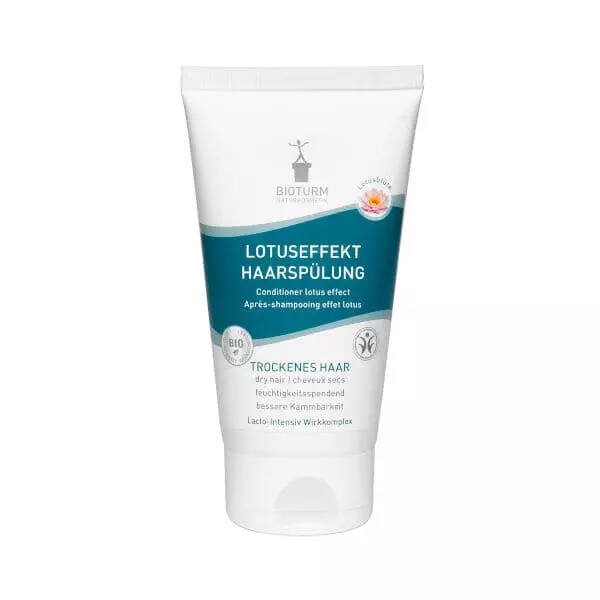 BIOTURM
NATURKOSMETIK
Lotusblüte
LOTUSEFFEKT
HAARSPÜLUNG
Conditioner lotus effect
Après-shampooing effet lotus
BIO
TROCKENES HAAR
dry hair | cheveux secs
feuchtigkeitsspendend
bessere Kämmbarkeit
Lacto-Intensiv Wirkkomplex